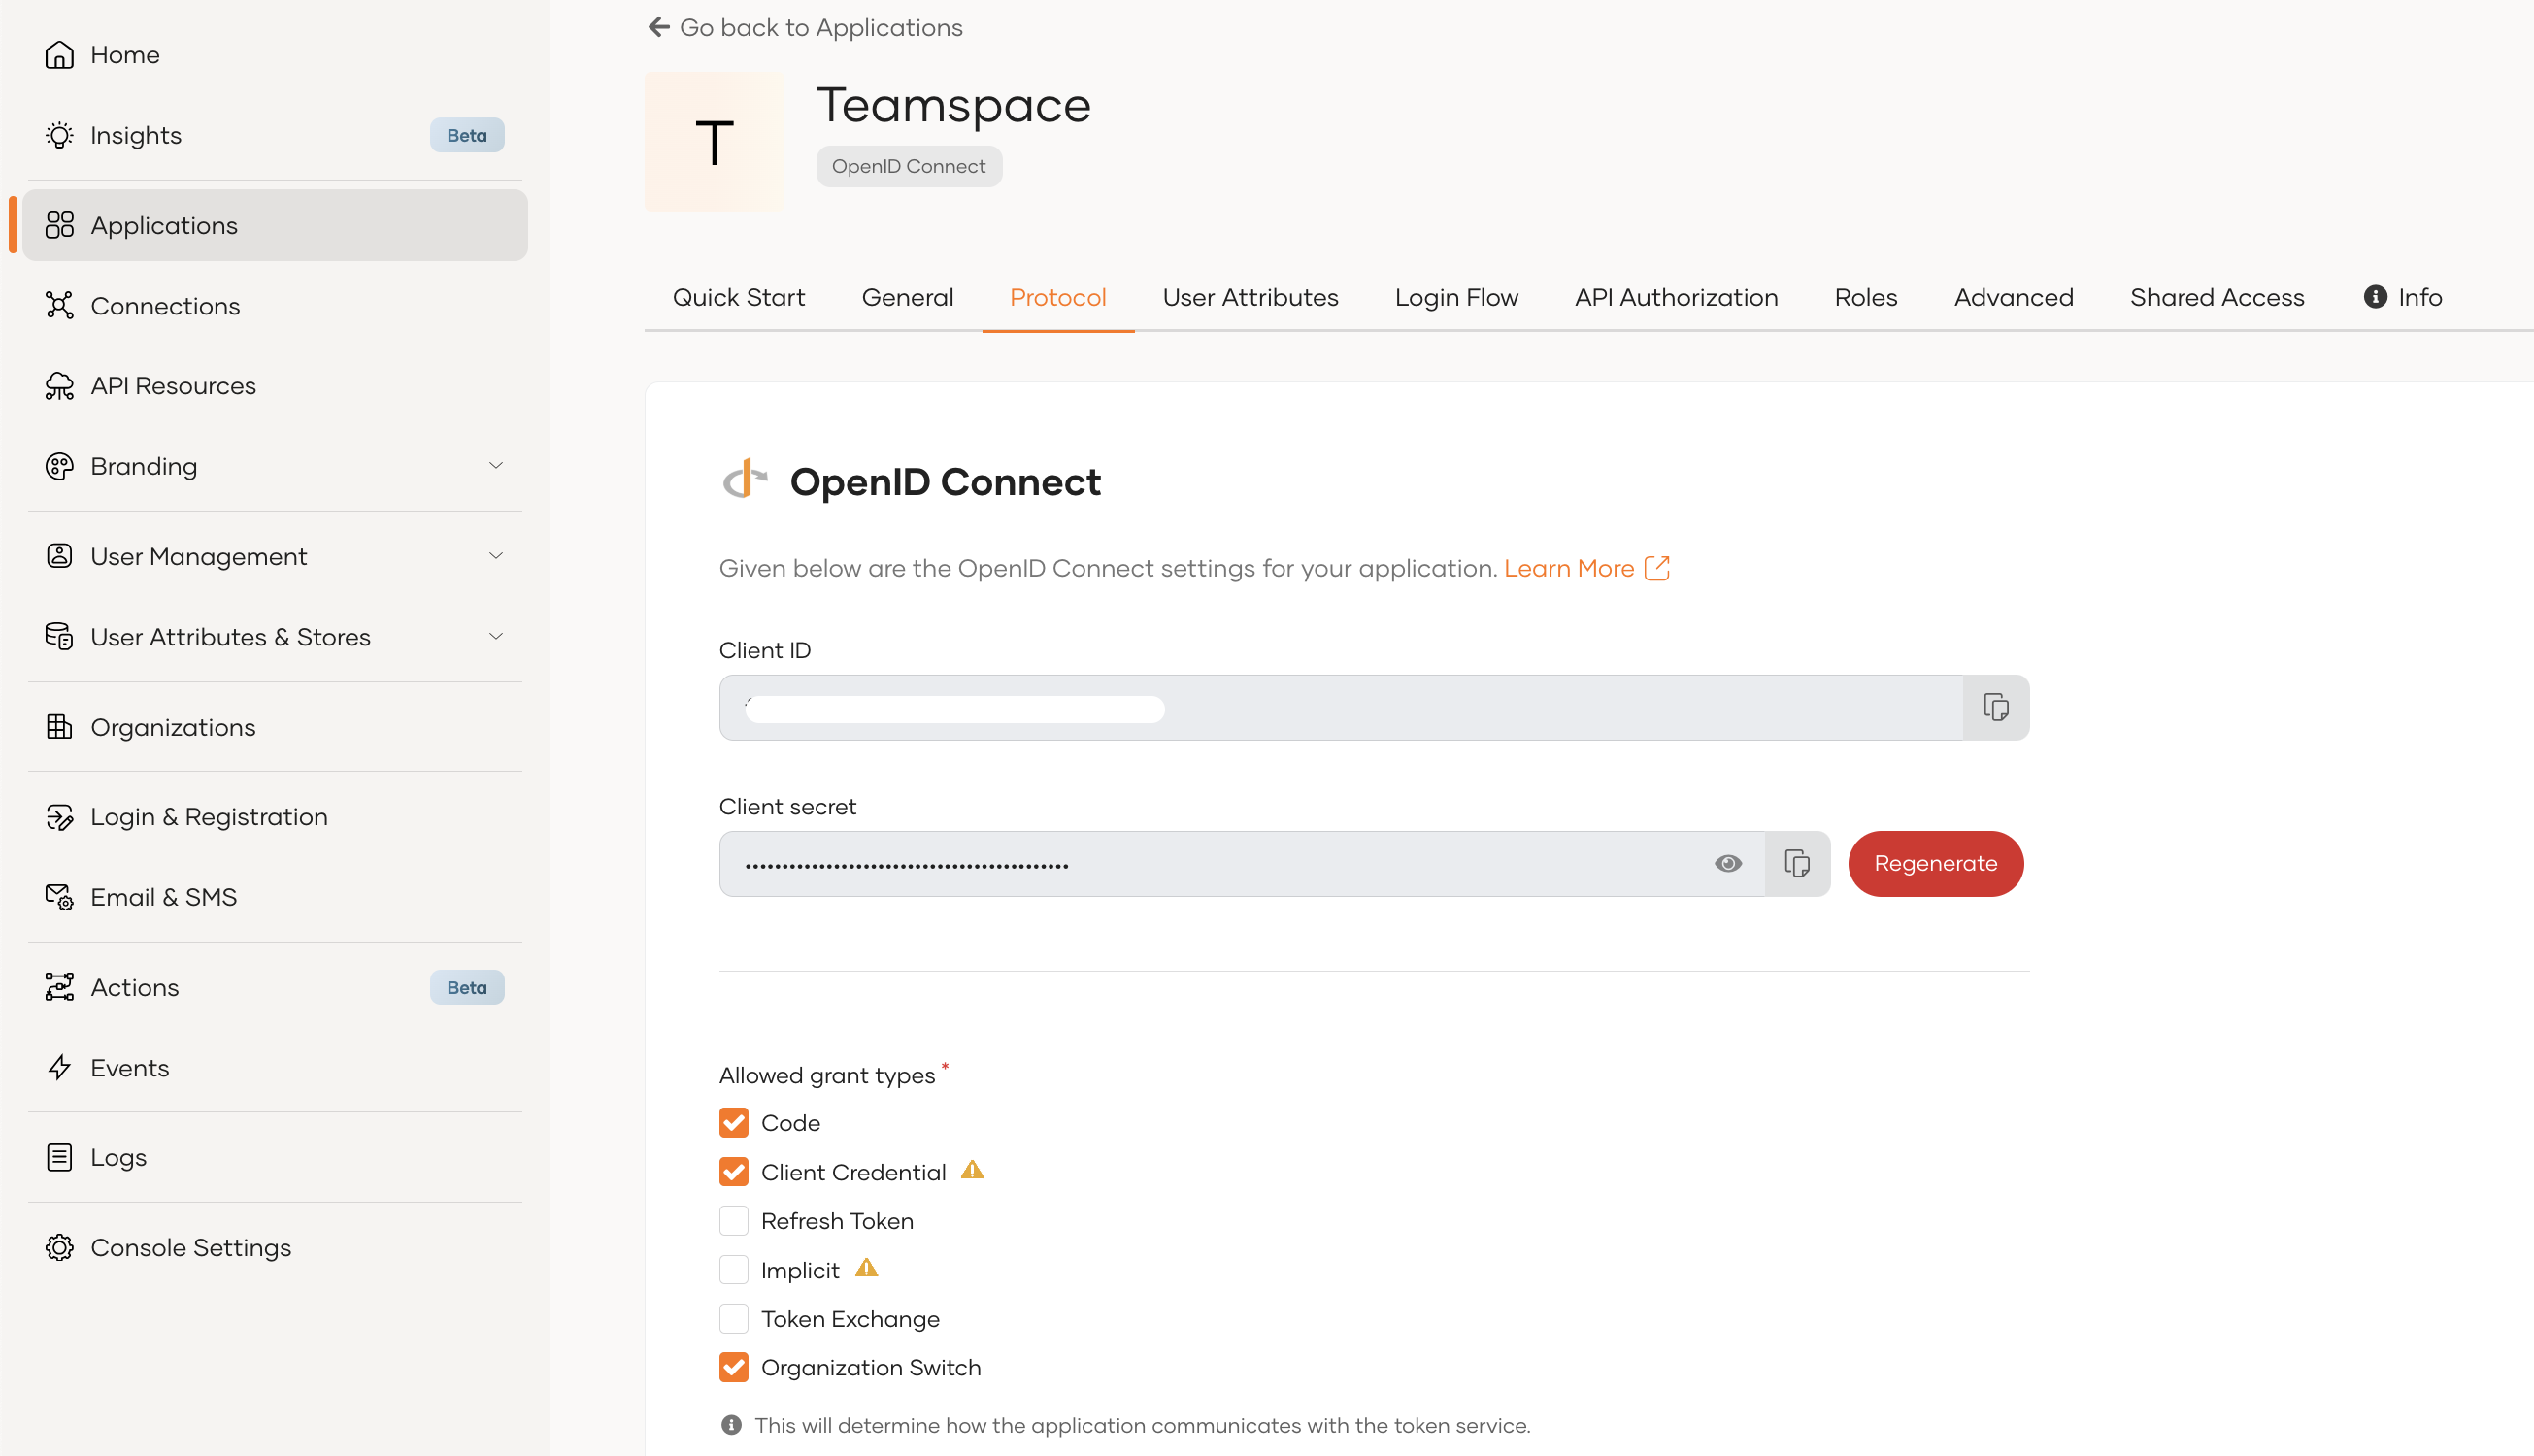 Home
Insights
Beta
Applications
Connections
API Resources
Branding
User Management
User Attributes & Stores
Organizations
Login & Registration
Email & SMS
Actions
Beta
Events
Logs
Console Settings
Go back to Applications
T
Teamspace
OpenID Connect
Quick Start
General
Protocol
User Attributes
Login Flow
API Authorization
Roles
Advanced
Shared Access
Info
OpenID Connect
Given below are the OpenID Connect settings for your application. Learn More
Client ID
Client secret
••••••••••••••••••••••••••••••••••••••••••••
Regenerate
Allowed grant types *
Code
Client Credential
Refresh Token
Implicit
Token Exchange
Organization Switch
This will determine how the application communicates with the token service.